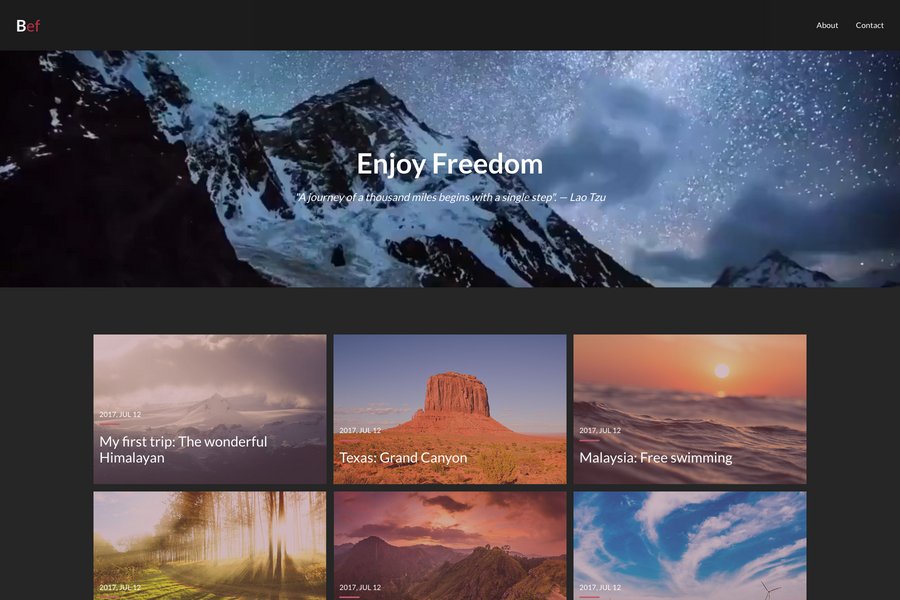 Bef
About
Contact
Enjoy Freedom
"A journey of a thousand miles begins with a single step". — Lao Tzu
2017, JUL 12
My first trip: The wonderful
Himalayan
2017, JUL 12
Texas: Grand Canyon
2017, JUL 12
Malaysia: Free swimming
2017, JUL 12
2017, JUL 12
2017, JUL 12